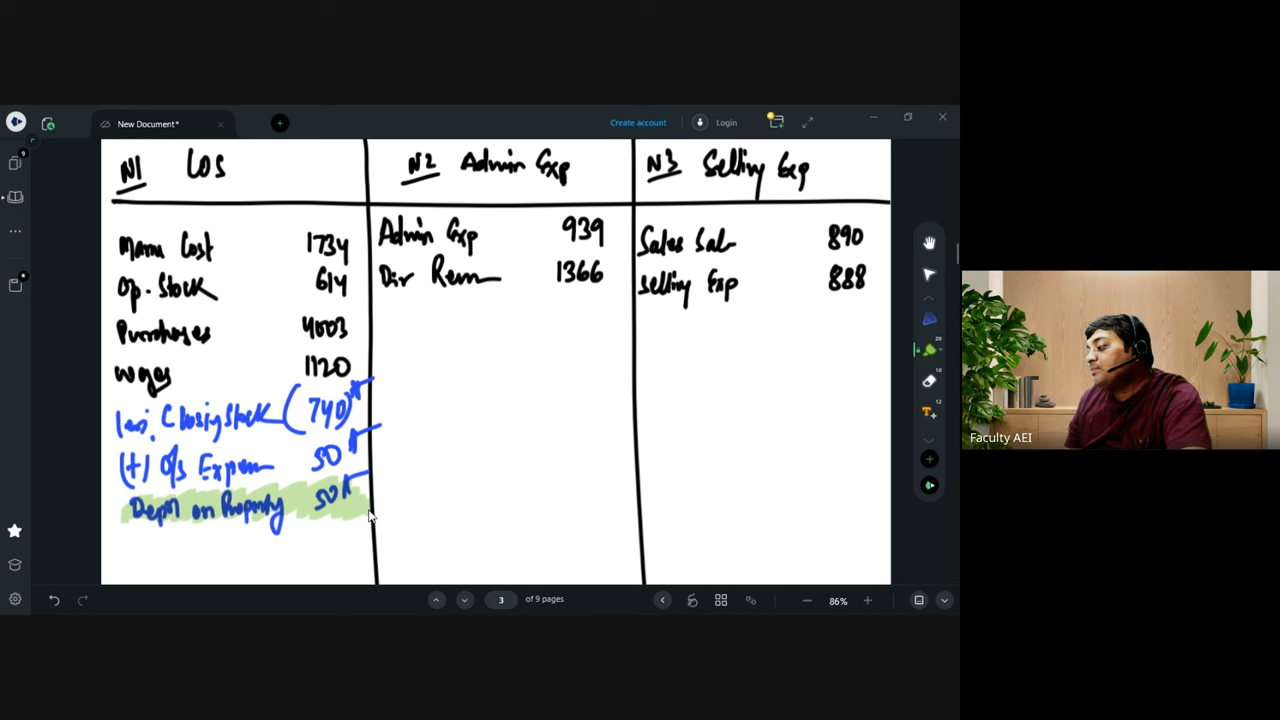 New Document*
Create account
Login
N1 COS
N2 Admin Exp
N3 Selling Exp
Manu Cost 1734
Op. Stock 614
Purchases 4003
Wages 1120
Less. Closing Stock (740)
(+) O/s Expen 50
Depn on Property 50
Admin Exp 939
Dir Rem 1366
Sales Sal 890
Selling Exp 888
Faculty AEI
3 of 9 pages
86%